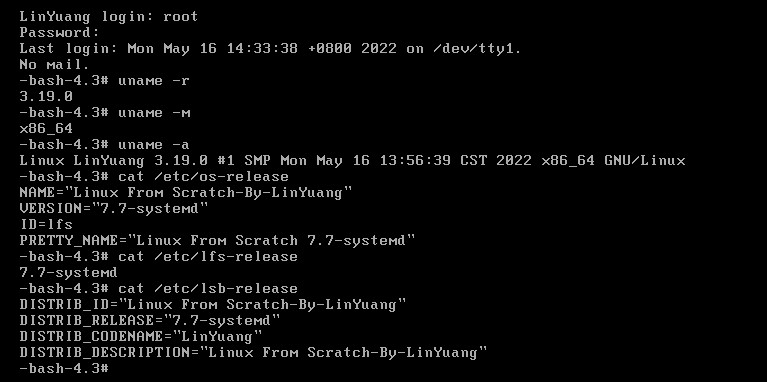 LinYuang login: root
Password:
Last login: Mon May 16 14:33:38 +0800 2022 on /dev/tty1.
No mail.
-bash-4.3# uname -r
3.19.0
-bash-4.3# uname -m
x86_64
-bash-4.3# uname -a
Linux LinYuang 3.19.0 #1 SMP Mon May 16 13:56:39 CST 2022 x86_64 GNU/Linux
-bash-4.3# cat /etc/os-release
NAME="Linux From Scratch-By-LinYuang"
VERSION="7.7-systemd"
ID=lfs
PRETTY_NAME="Linux From Scratch 7.7-systemd"
-bash-4.3# cat /etc/lfs-release
7.7-systemd
-bash-4.3# cat /etc/lsb-release
DISTRIB_ID="Linux From Scratch-By-LinYuang"
DISTRIB_RELEASE="7.7-systemd"
DISTRIB_CODENAME="LinYuang"
DISTRIB_DESCRIPTION="Linux From Scratch-By-LinYuang"
-bash-4.3#